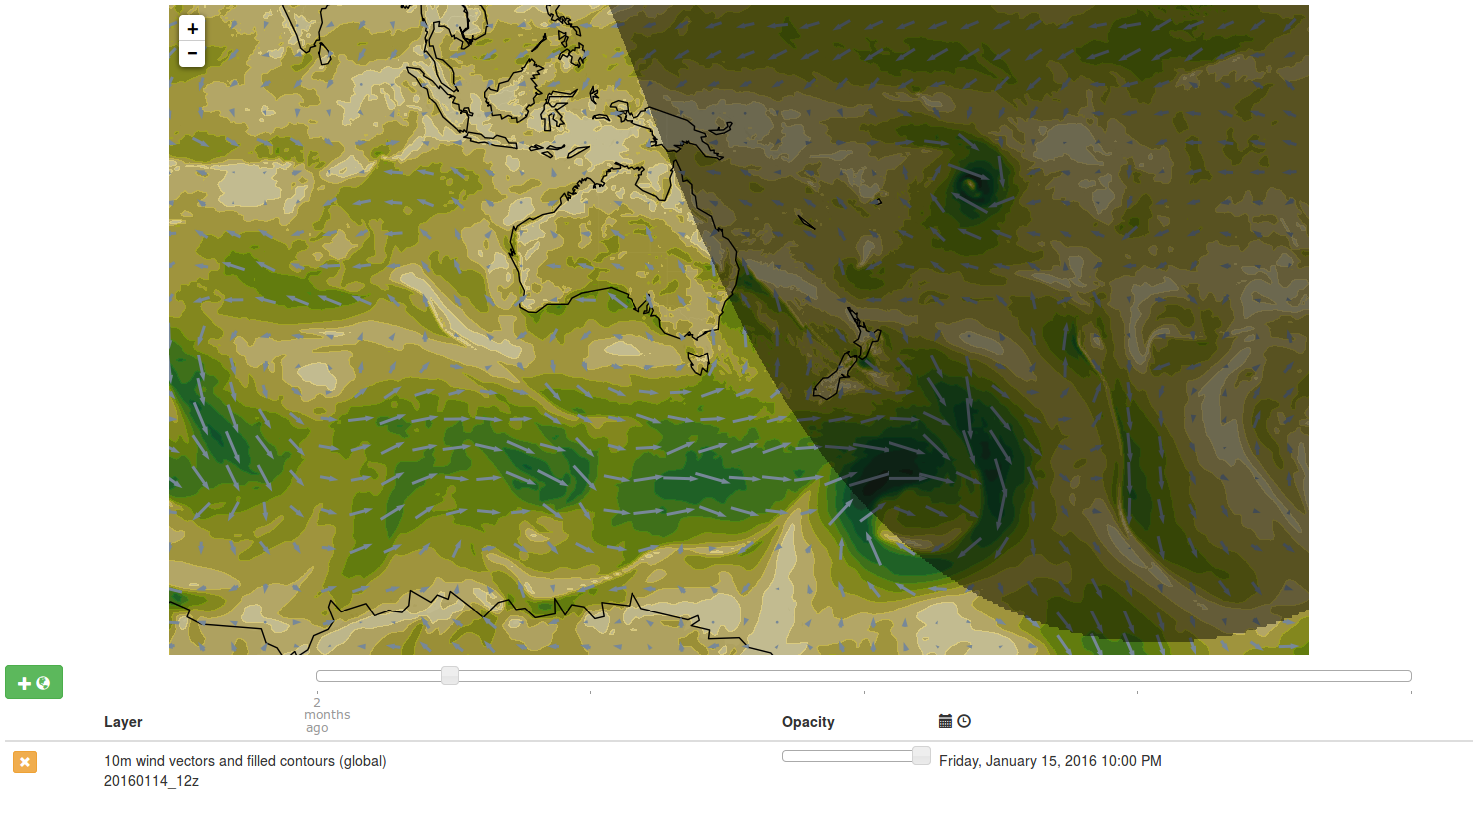 +
−
2
months
ago
Layer
Opacity
10m wind vectors and filled contours (global)
20160114_12z
Friday, January 15, 2016 10:00 PM